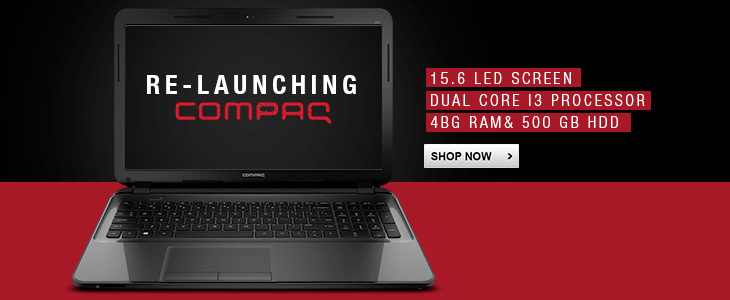 RE-LAUNCHING
COMPAQ
COMPAQ
15.6 LED SCREEN
DUAL CORE I3 PROCESSOR
4BG RAM& 500 GB HDD
SHOP NOW >